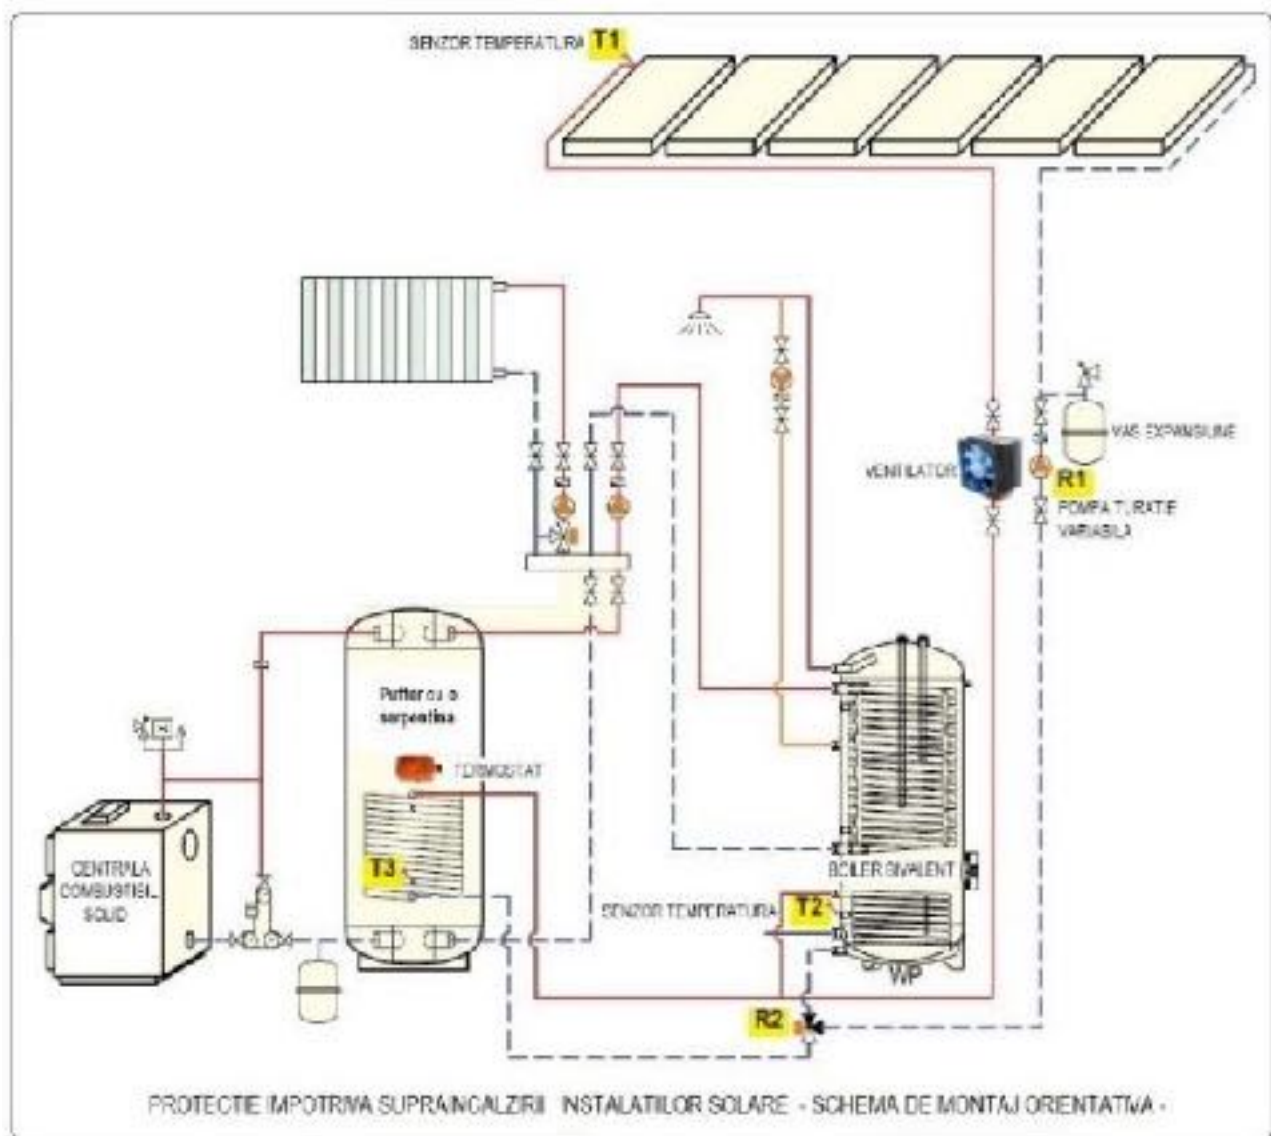 SENZOR TEMPERATURA T1
VENTILATOR
VAS EXPANSIUNE
R1
POMPA TURATIE
VARIABILA
Puffer cu o
serpentina
TERMOSTAT
CENTRALA
COMBUSTIBIL
SOLID
T3
BOILER BIVALENT
SENZOR TEMPERATURA T2
WP
R2
PROTECTIE IMPOTRIVA SUPRAINCALZIRII INSTALATIILOR SOLARE - SCHEMA DE MONTAJ ORIENTATIVA -